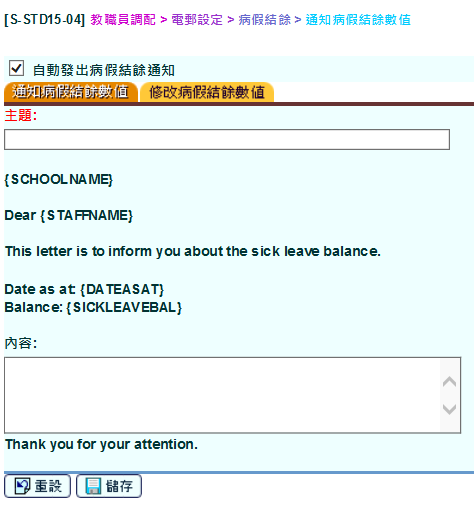 [S-STD15-04] 教職員調配 > 電郵設定 > 病假結餘 > 通知病假結餘數值
自動發出病假結餘通知
通知病假結餘數值 修改病假結餘數值
主題:
{SCHOOLNAME}
Dear {STAFFNAME}
This letter is to inform you about the sick leave balance.
Date as at: {DATEASAT}
Balance: {SICKLEAVEBAL}
內容:
Thank you for your attention.
重設 儲存